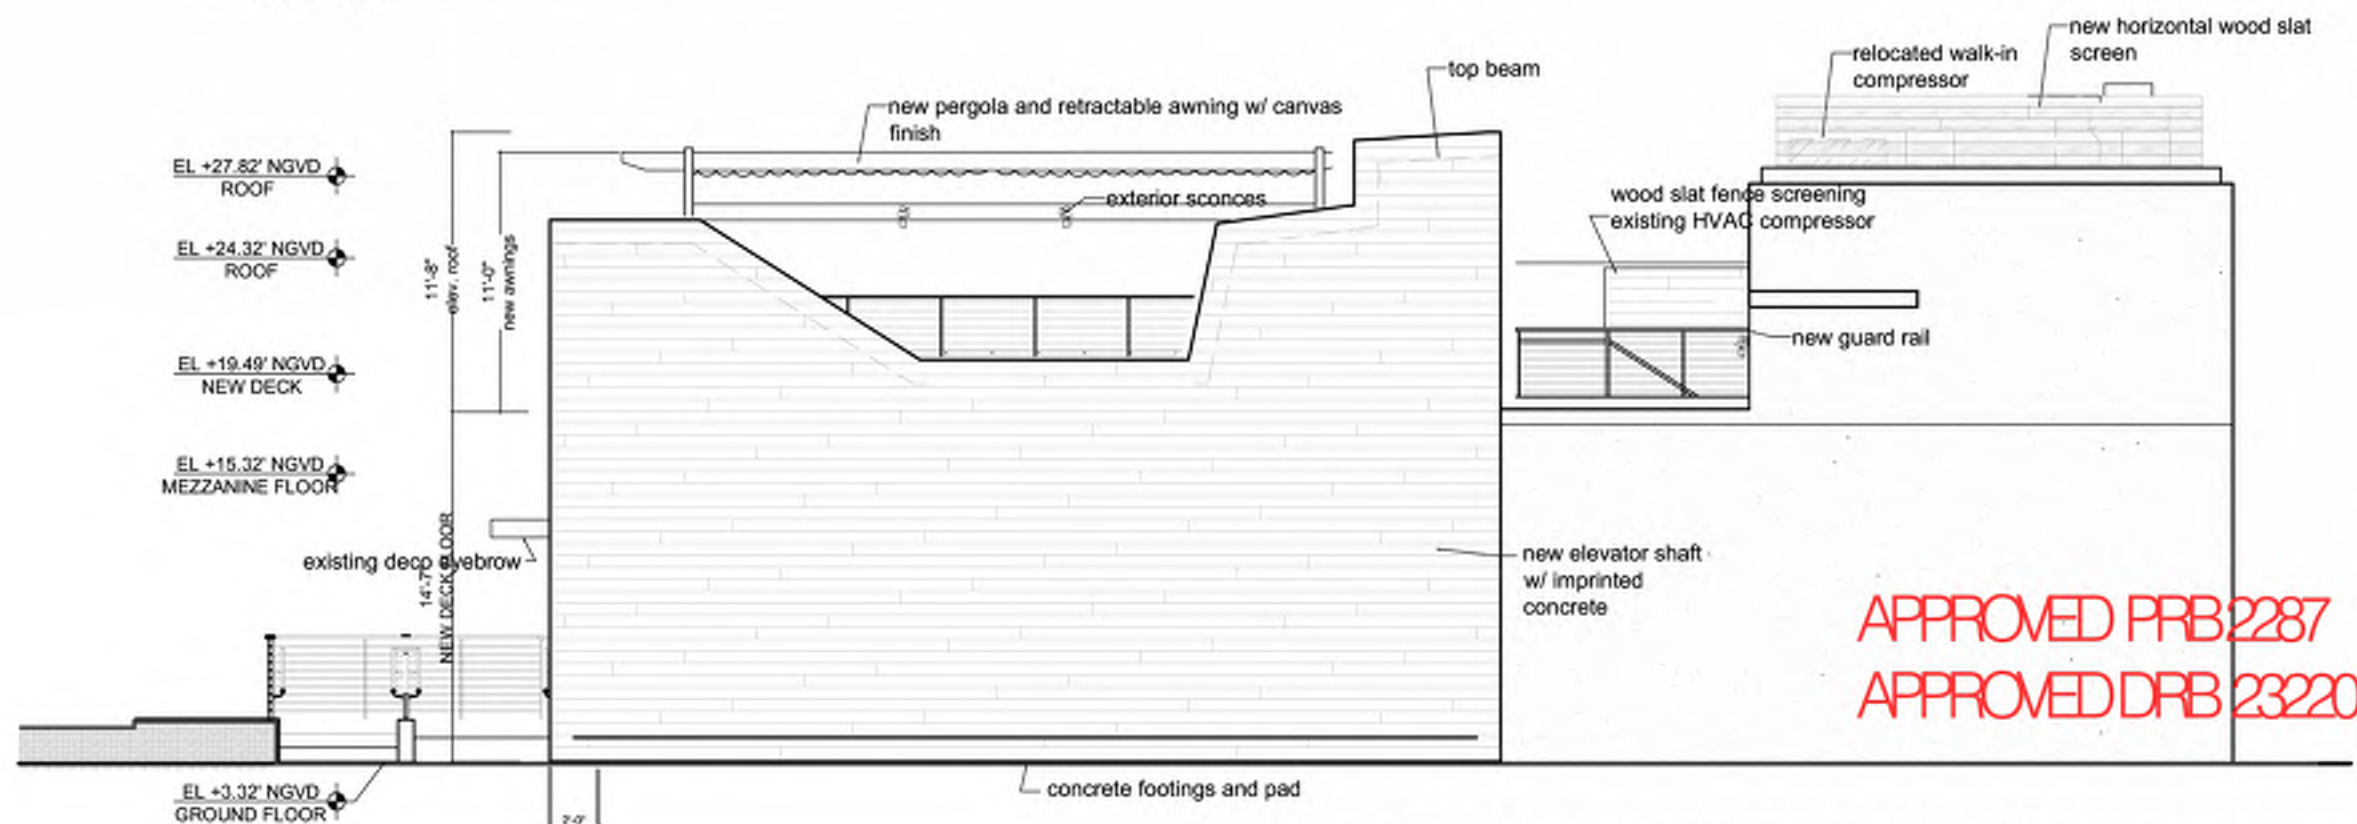 new horizontal wood slat
screen
relocated walk-in
compressor
top beam
new pergola and retractable awning w/ canvas
finish
EL +27.82' NGVD
ROOF
exterior sconces
wood slat fence screening
existing HVAC compressor
EL +24.32' NGVD
ROOF
11'-8"
elev. roof
11'-0"
new awnings
new guard rail
EL +19.49' NGVD
NEW DECK
EL +15.32' NGVD
MEZZANINE FLOOR
existing deco eyebrow
14'-7"
NEW DECK FLOOR
new elevator shaft
w/ imprinted
concrete
APPROVED PRB 2287
APPROVED DRB 23220
EL +3.32' NGVD
GROUND FLOOR
concrete footings and pad
2'-0"